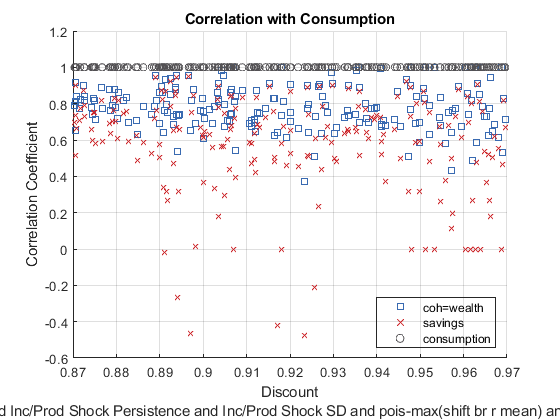 Correlation with Consumption
1.2
1
0.8
0.6
0.4
0.2
0
-0.2
-0.4
-0.6
Correlation Coefficient
coh=wealth
savings
consumption
0.87 0.88 0.89 0.9 0.91 0.92 0.93 0.94 0.95 0.96 0.97
Discount
d Inc/Prod Shock Persistence and Inc/Prod Shock SD and pois-max(shift br r mean) a